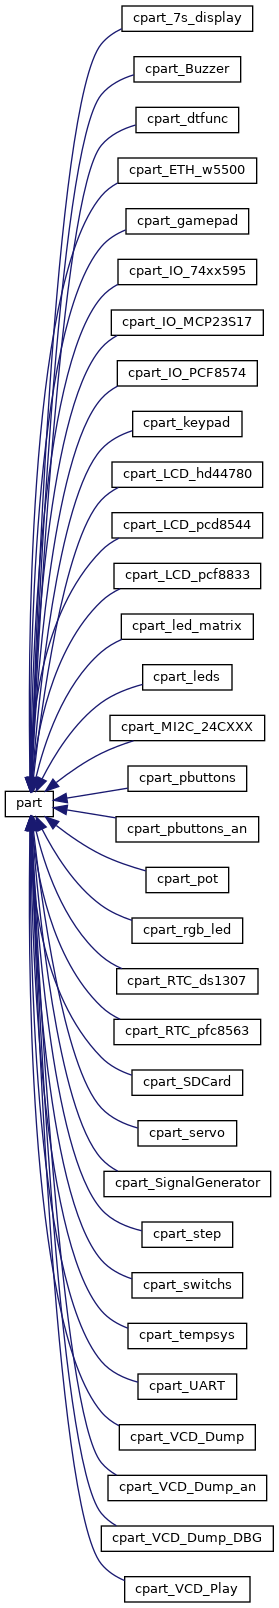 cpart_7s_display
cpart_Buzzer
cpart_dtfunc
cpart_ETH_w5500
cpart_gamepad
cpart_IO_74xx595
cpart_IO_MCP23S17
cpart_IO_PCF8574
cpart_keypad
cpart_LCD_hd44780
cpart_LCD_pcd8544
cpart_LCD_pcf8833
cpart_led_matrix
cpart_leds
cpart_MI2C_24CXXX
cpart_pbuttons
part
cpart_pbuttons_an
cpart_pot
cpart_rgb_led
cpart_RTC_ds1307
cpart_RTC_pfc8563
cpart_SDCard
cpart_servo
cpart_SignalGenerator
cpart_step
cpart_switchs
cpart_tempsys
cpart_UART
cpart_VCD_Dump
cpart_VCD_Dump_an
cpart_VCD_Dump_DBG
cpart_VCD_Play